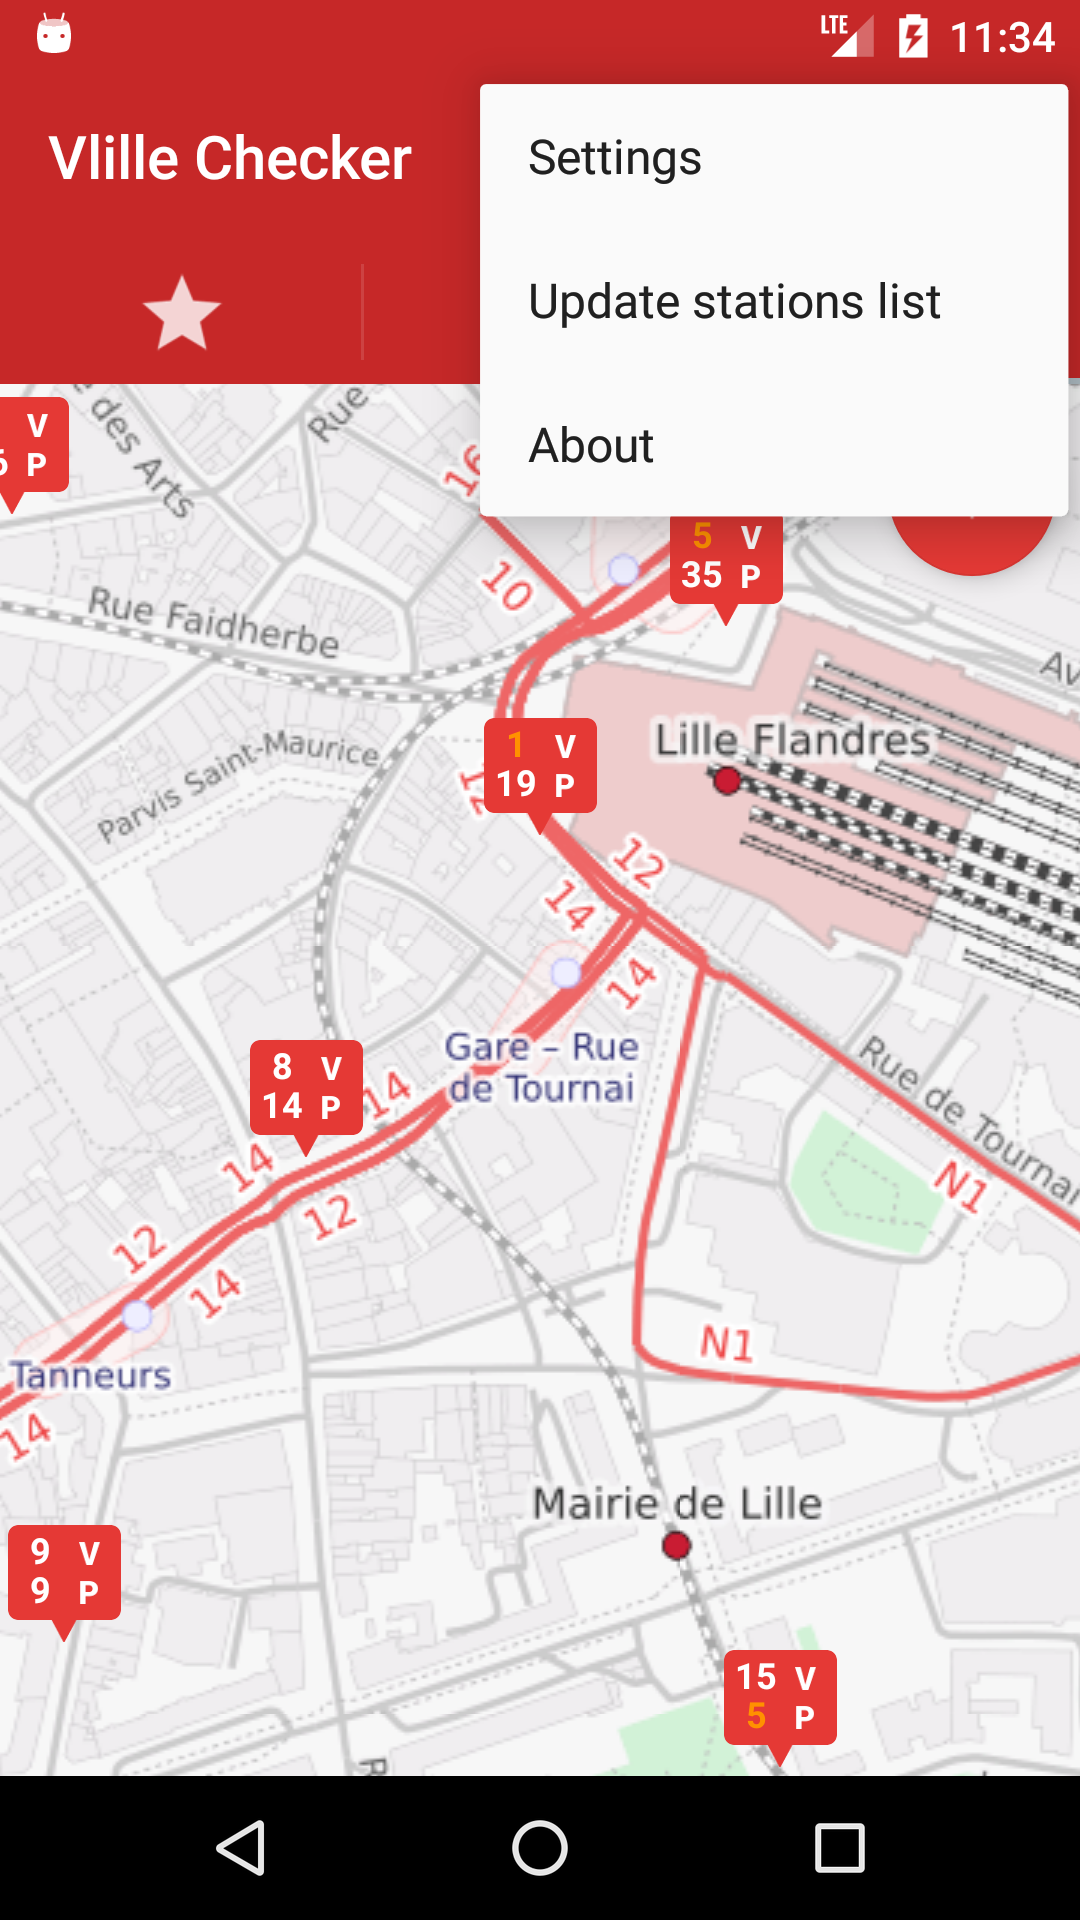 LTE 11:34
Vlille Checker
Settings
Update stations list
About
V
6 P
des Arts
Rue
16
10
5 V
35 P
Rue Faidherbe
Av
Parvis Saint-Maurice
Lille Flandres
1 V
19 P
12
12
14
14
Gare – Rue
de Tournai
Rue de Tournai
N1
8 V
14 P
14
14
12
12
14
N1
Tanneurs
14
Mairie de Lille
9 V
9 P
15 V
5 P
R